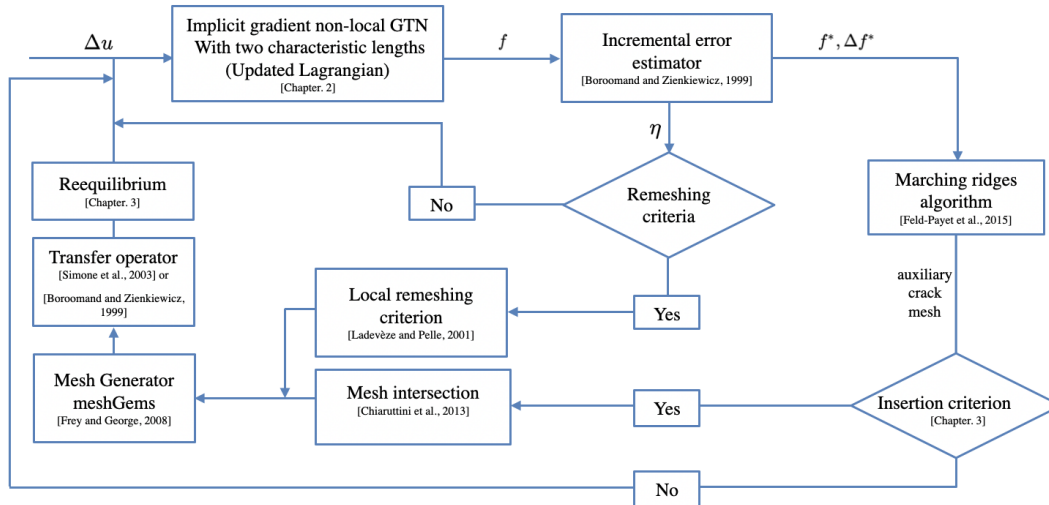 Δu
Implicit gradient non-local GTN
With two characteristic lengths
(Updated Lagrangian)
[Chapter. 2]
f
Incremental error
estimator
[Boroomand and Zienkiewicz, 1999]
f*, Δf*
η
Remeshing
criteria
No
Yes
Marching ridges
algorithm
[Feld-Payet et al., 2015]
auxiliary
crack
mesh
Reequilibrium
[Chapter. 3]
Transfer operator
[Simone et al., 2003] or
[Boroomand and Zienkiewicz,
1999]
Local remeshing
criterion
[Ladevèze and Pelle, 2001]
Mesh Generator
meshGems
[Frey and George, 2008]
Mesh intersection
[Chiaruttini et al., 2013]
Yes
Insertion criterion
[Chapter. 3]
No